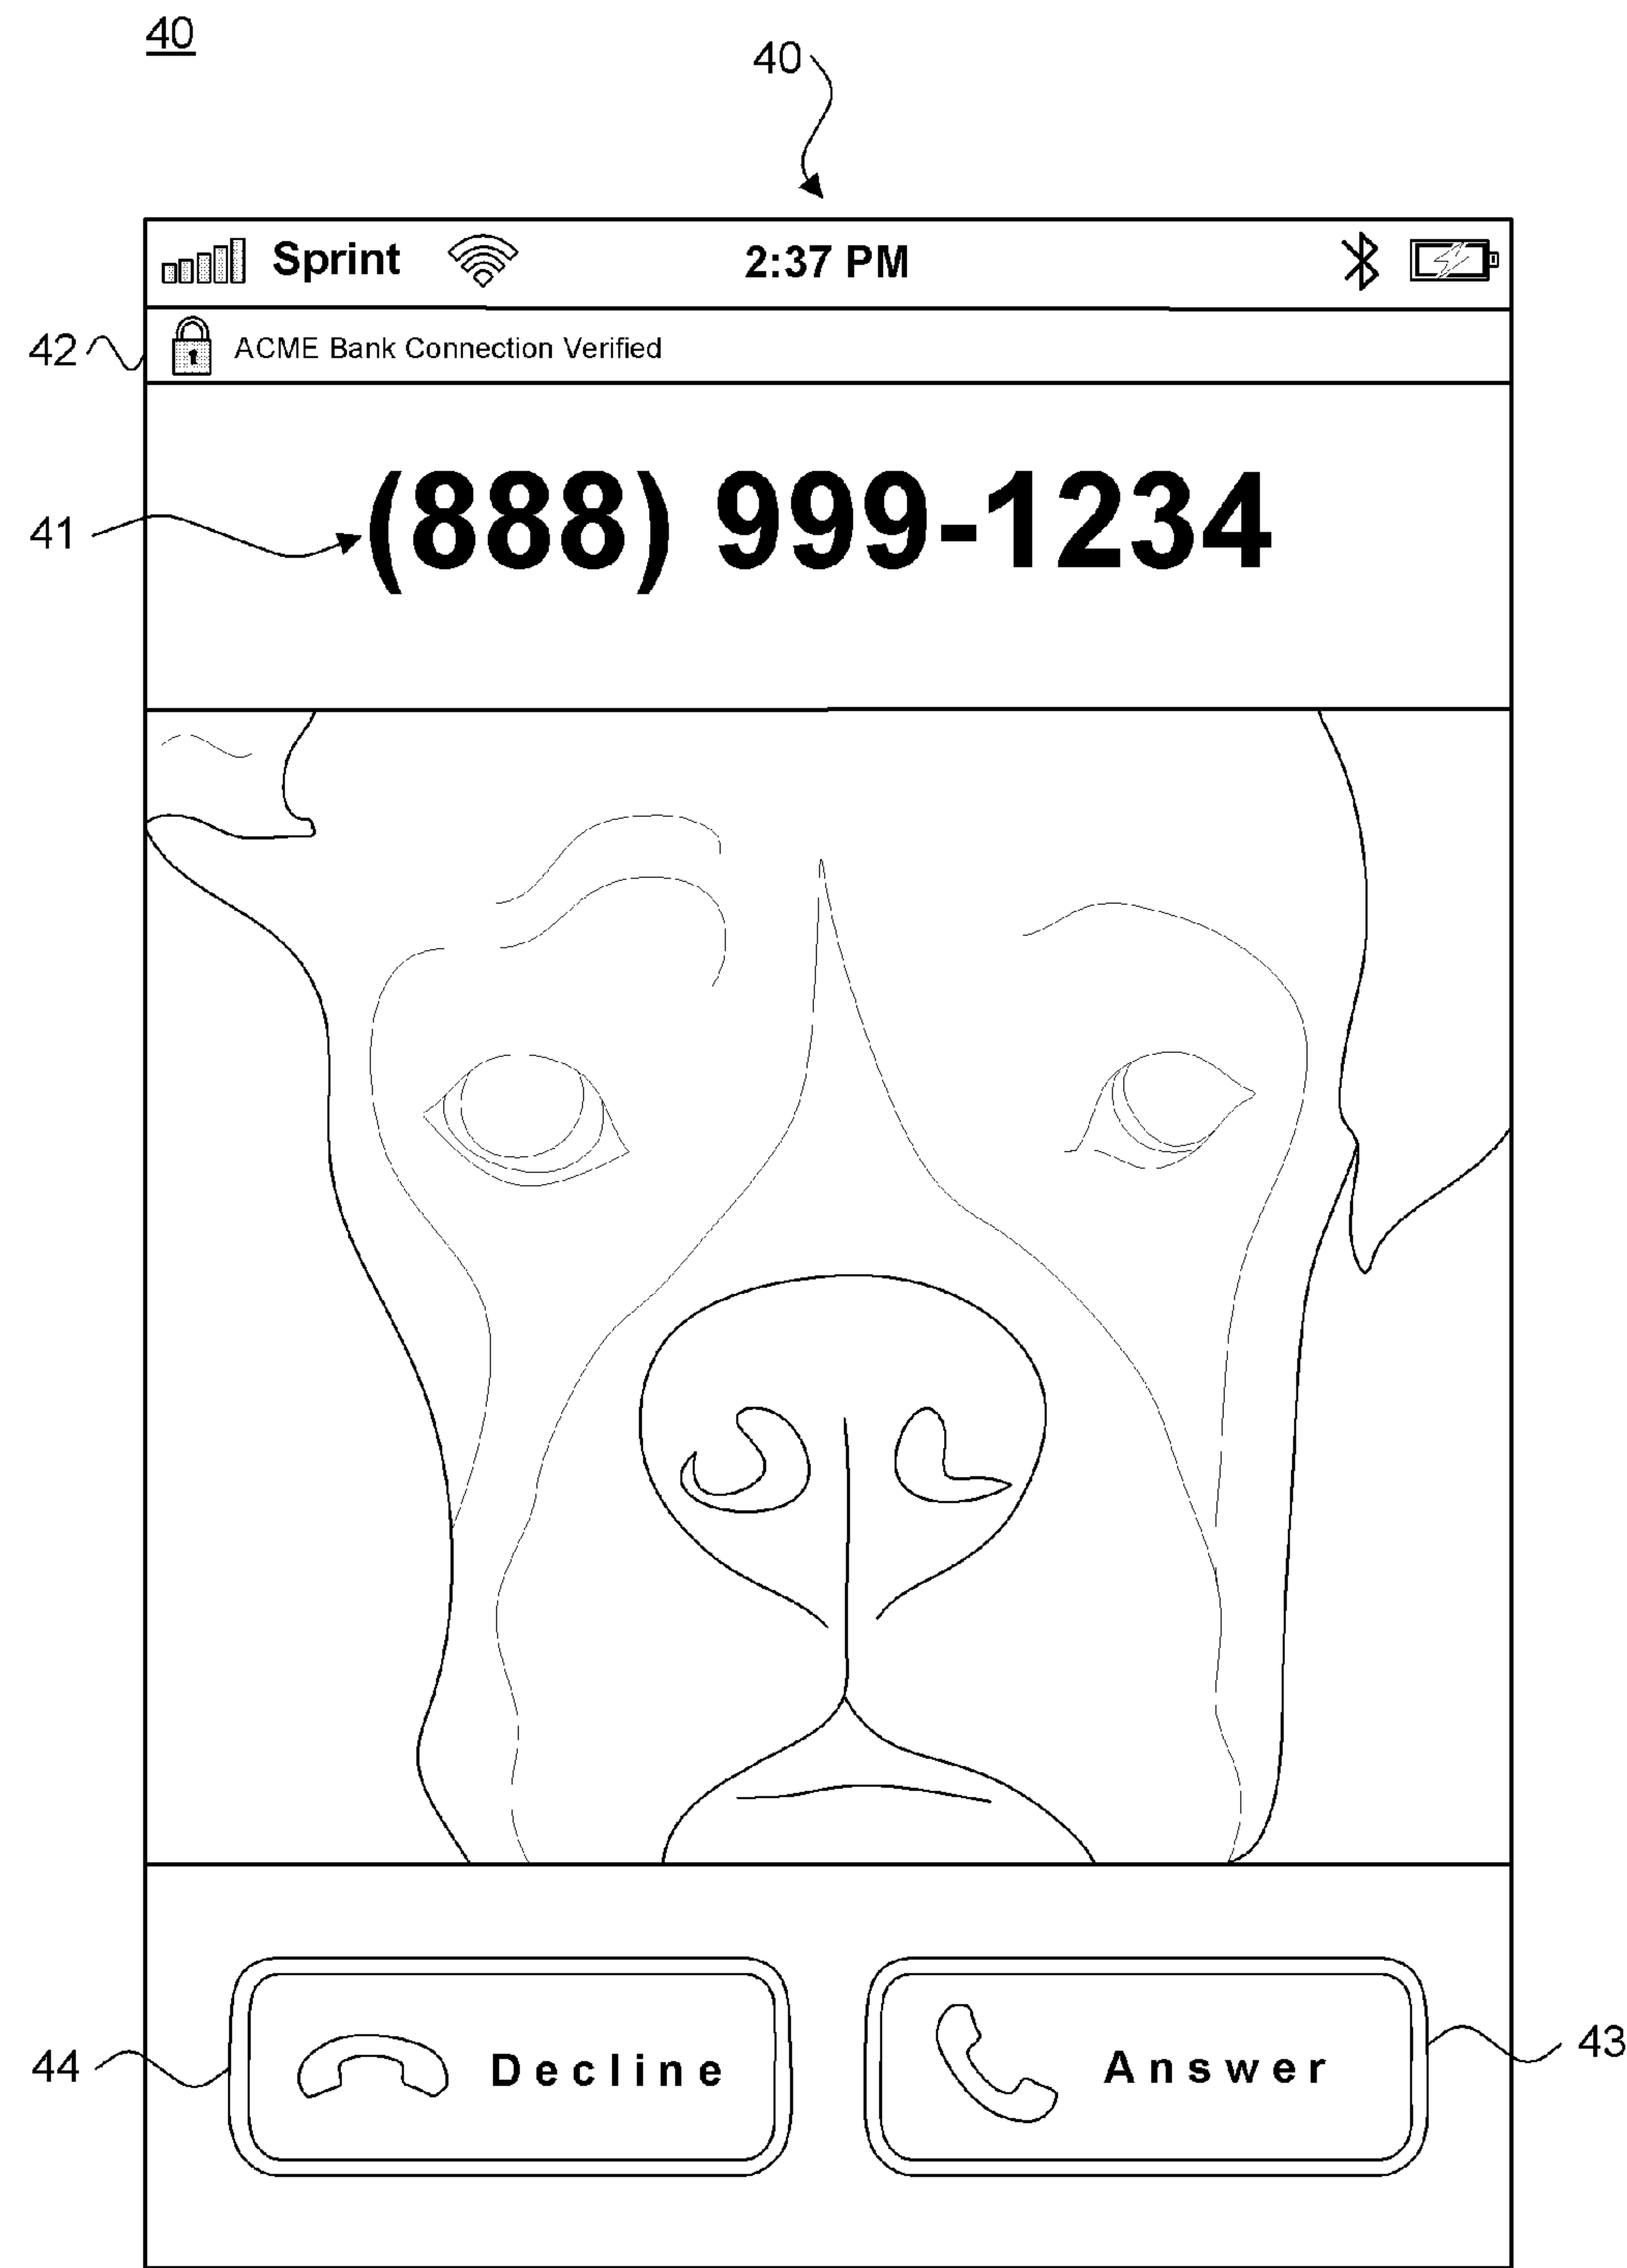 40
40
Sprint 2:37 PM
42
ACME Bank Connection Verified
41
(888) 999-1234
44
Decline
Answer
43